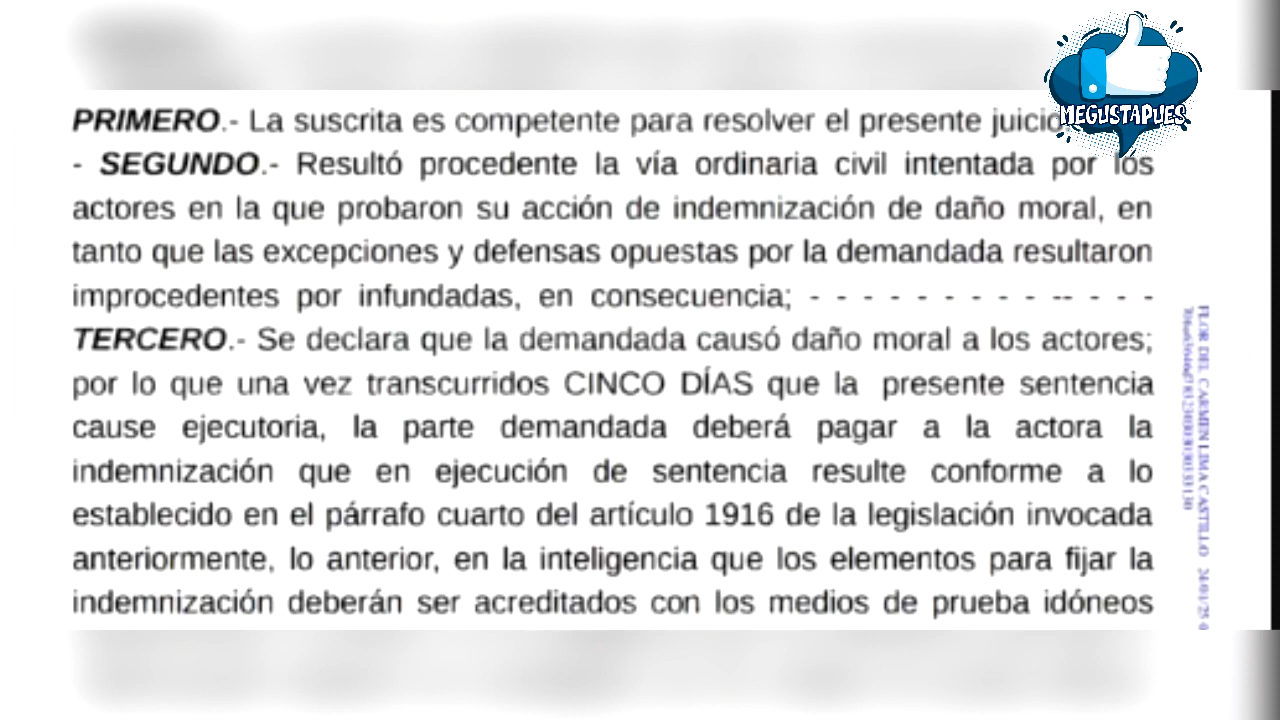 PRIMERO.- La suscrita es competente para resolver el presente juicio
- SEGUNDO.- Resultó procedente la vía ordinaria civil intentada por los
actores en la que probaron su acción de indemnización de daño moral, en
tanto que las excepciones y defensas opuestas por la demandada resultaron
improcedentes por infundadas, en consecuencia; - - - - - - - - - - -- - - -
TERCERO.- Se declara que la demandada causó daño moral a los actores;
por lo que una vez transcurridos CINCO DÍAS que la presente sentencia
cause ejecutoria, la parte demandada deberá pagar a la actora la
indemnización que en ejecución de sentencia resulte conforme a lo
establecido en el párrafo cuarto del artículo 1916 de la legislación invocada
anteriormente, lo anterior, en la inteligencia que los elementos para fijar la
indemnización deberán ser acreditados con los medios de prueba idóneos
MEGUSTAPUES
FLOR DEL CARMEN LIMA CASTILLO